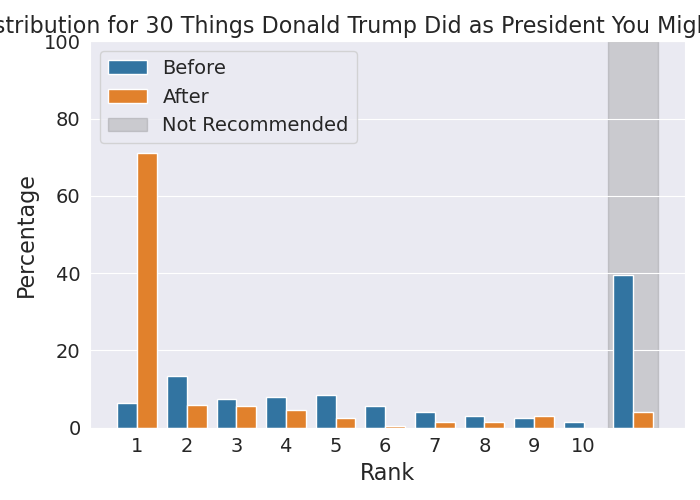 stribution for 30 Things Donald Trump Did as President You
100
80
60
40
20
0
Percentage
Before
After
Not Recommended
1 2 3 4 5 6 7 8 9 10
Rank